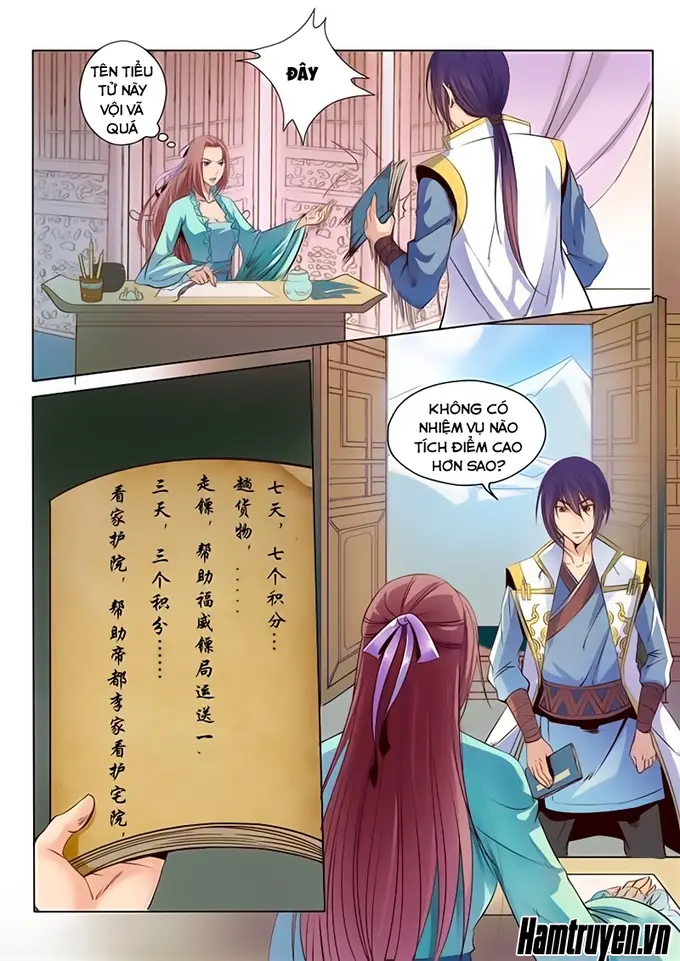 TÊN TIỂU
TỬ NÀY
VỘI VÃ
QUÁ
ĐÂY
看家护院，帮助帝都李家看护宅院，
三天，三个积分……
走镖，帮助福威镖局运送一
趟货物，……
七天，七个积分…
KHÔNG CÓ
NHIỆM VỤ NÀO
TÍCH ĐIỂM CAO
HƠN SAO?
Hamtruyen.vn